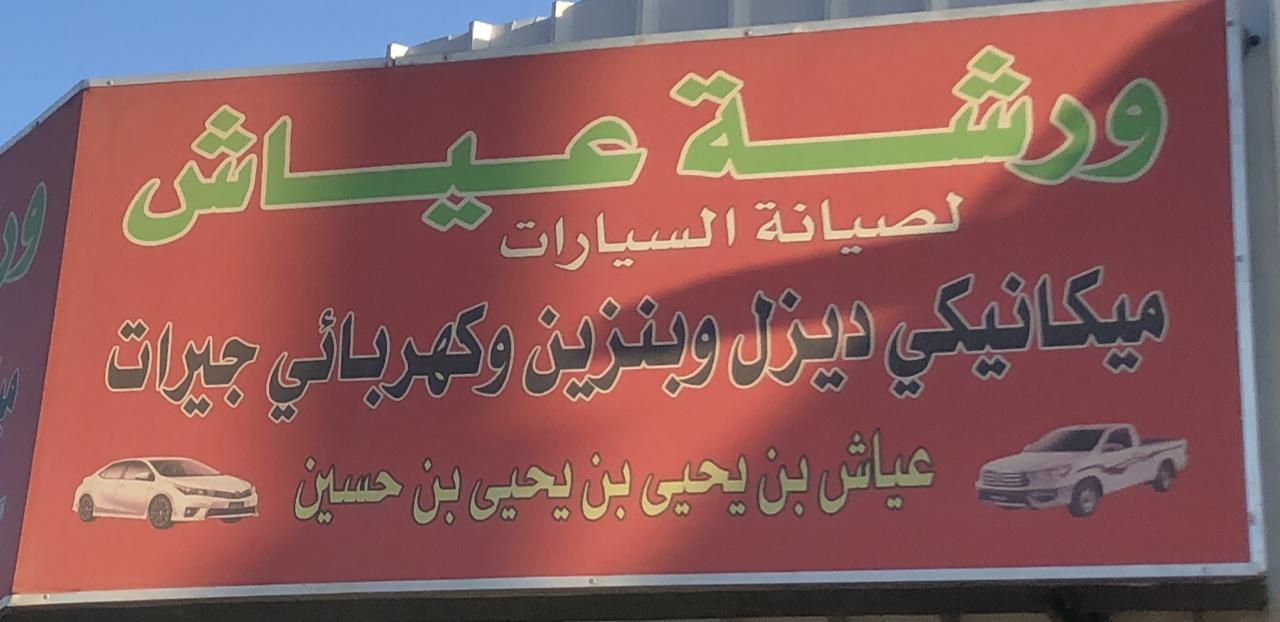 ورشة عياش
لصيانة السيارات
ميكانيكي ديزل وبنزين وكهربائي جيرات
عياش بن يحيى بن يحيى بن حسين